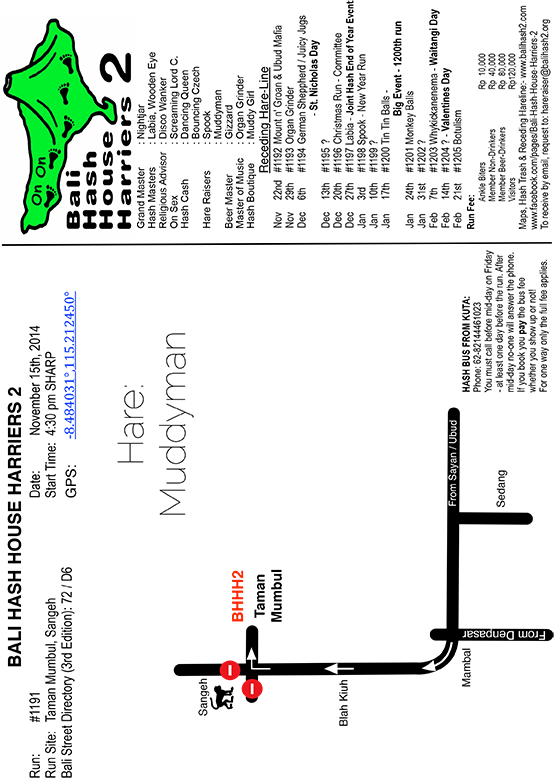 BALI HASH HOUSE HARRIERS 2
Run: #1191
Run Site: Taman Mumbul, Sangeh
Bali Street Directory (3rd Edition): 72 / D6
Date: November 15th, 2014
Start Time: 4:30 pm SHARP
GPS: -8.484031°,115.212450°
Hare:
Muddyman
Sangeh
BHHH2
Taman
Mumbul
Blah Kiuh
Mambal
From Denpasar
From Sayan / Ubud
Sedang
HASH BUS FROM KUTA:
Phone: 62-82144461023
You must call before mid-day on Friday
- at least one day before the run. After
mid-day no-one will answer the phone.
If you book you pay the bus fee
whether you show up or not!
For one way only the full fee applies.
On On
Bali
Hash
House
Harriers 2
Grand Master : Nightjar
Hash Masters : Labia, Wooden Eye
Religious Advisor : Disco Wanker
On Sex : Screaming Lord C.
Hash Cash : Dancing Queen
: Bouncing Czech
Hare Raisers : Spook
: Muddyman
Beer Master : Gizzard
Master of Music : Organ Grinder
Hash Boutique : Muddy Girl
Receding Hare-Line
Nov 22nd #1192 Mount n' Groan & Ubud Mafia
Nov 29th #1193 Organ Grinder
Dec 6th #1194 German Sheppherd / Juicy Jugs
- St. Nicholas Day
Dec 13th #1195 ?
Dec 20th #1196 Christmas Run - Committee
Dec 27th #1197 Labia - Joint Hash End of Year Event
Jan 3rd #1198 Spook - New Year Run
Jan 10th #1199 ?
Jan 17th #1200 Tin Tin Balls -
Big Event - 1200th run
Jan 24th #1201 Monkey Balls
Jan 31st #1202 ?
Feb 7th #1203 Whykickanenema - Waitangi Day
Feb 14th #1204 ? - Valentines Day
Feb 21st #1205 Botulism
Run Fee:
Ankle Biters Rp 10,000
Member Non-Drinkers Rp 40,000
Member Beer-Drinkers Rp 80,000
Visitors Rp120,000
Maps, Hash Trash & Receding Hareline:- www.balihash2.com
www.facebook.com/pages/Bali-Hash-House-Harriers-2
To receive by email, request to: hareraiser@balihash2.org